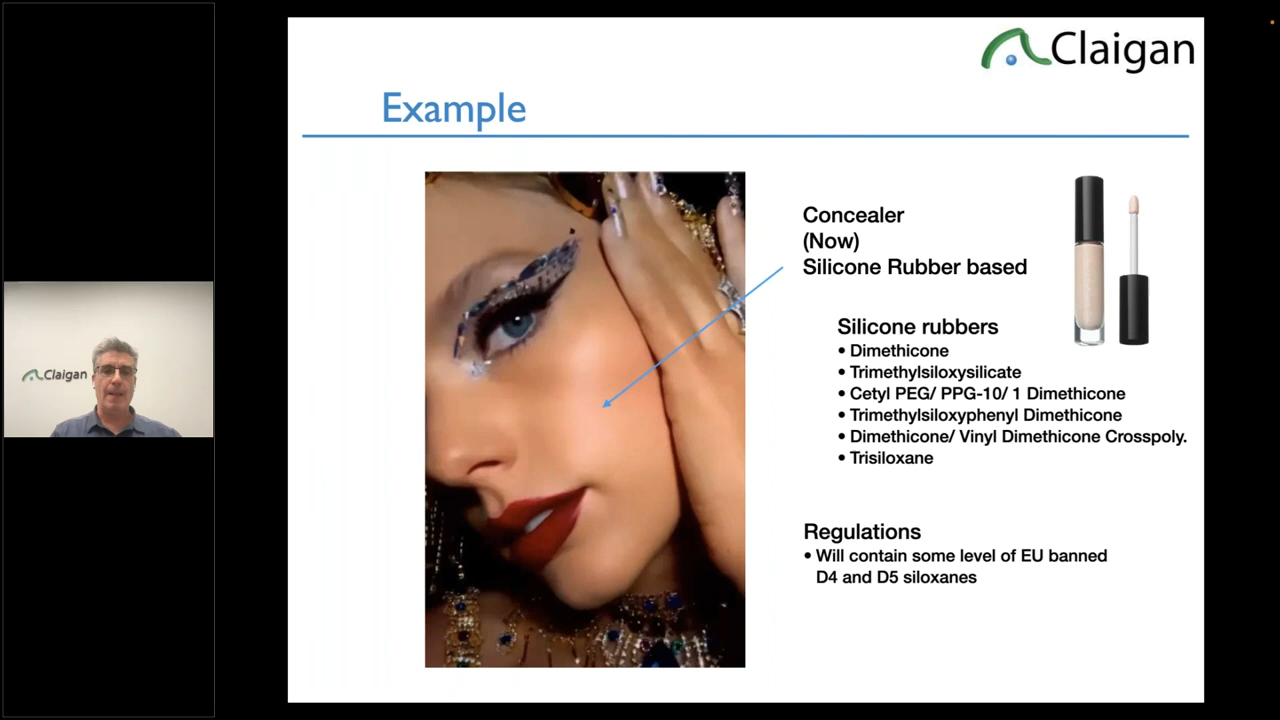 Claigan
Example
Concealer
(Now)
Silicone Rubber based
Silicone rubbers
• Dimethicone
• Trimethylsiloxysilicate
• Cetyl PEG/ PPG-10/ 1 Dimethicone
• Trimethylsiloxyphenyl Dimethicone
• Dimethicone/ Vinyl Dimethicone Crosspoly.
• Trisiloxane
Regulations
• Will contain some level of EU banned
D4 and D5 siloxanes
Claigan